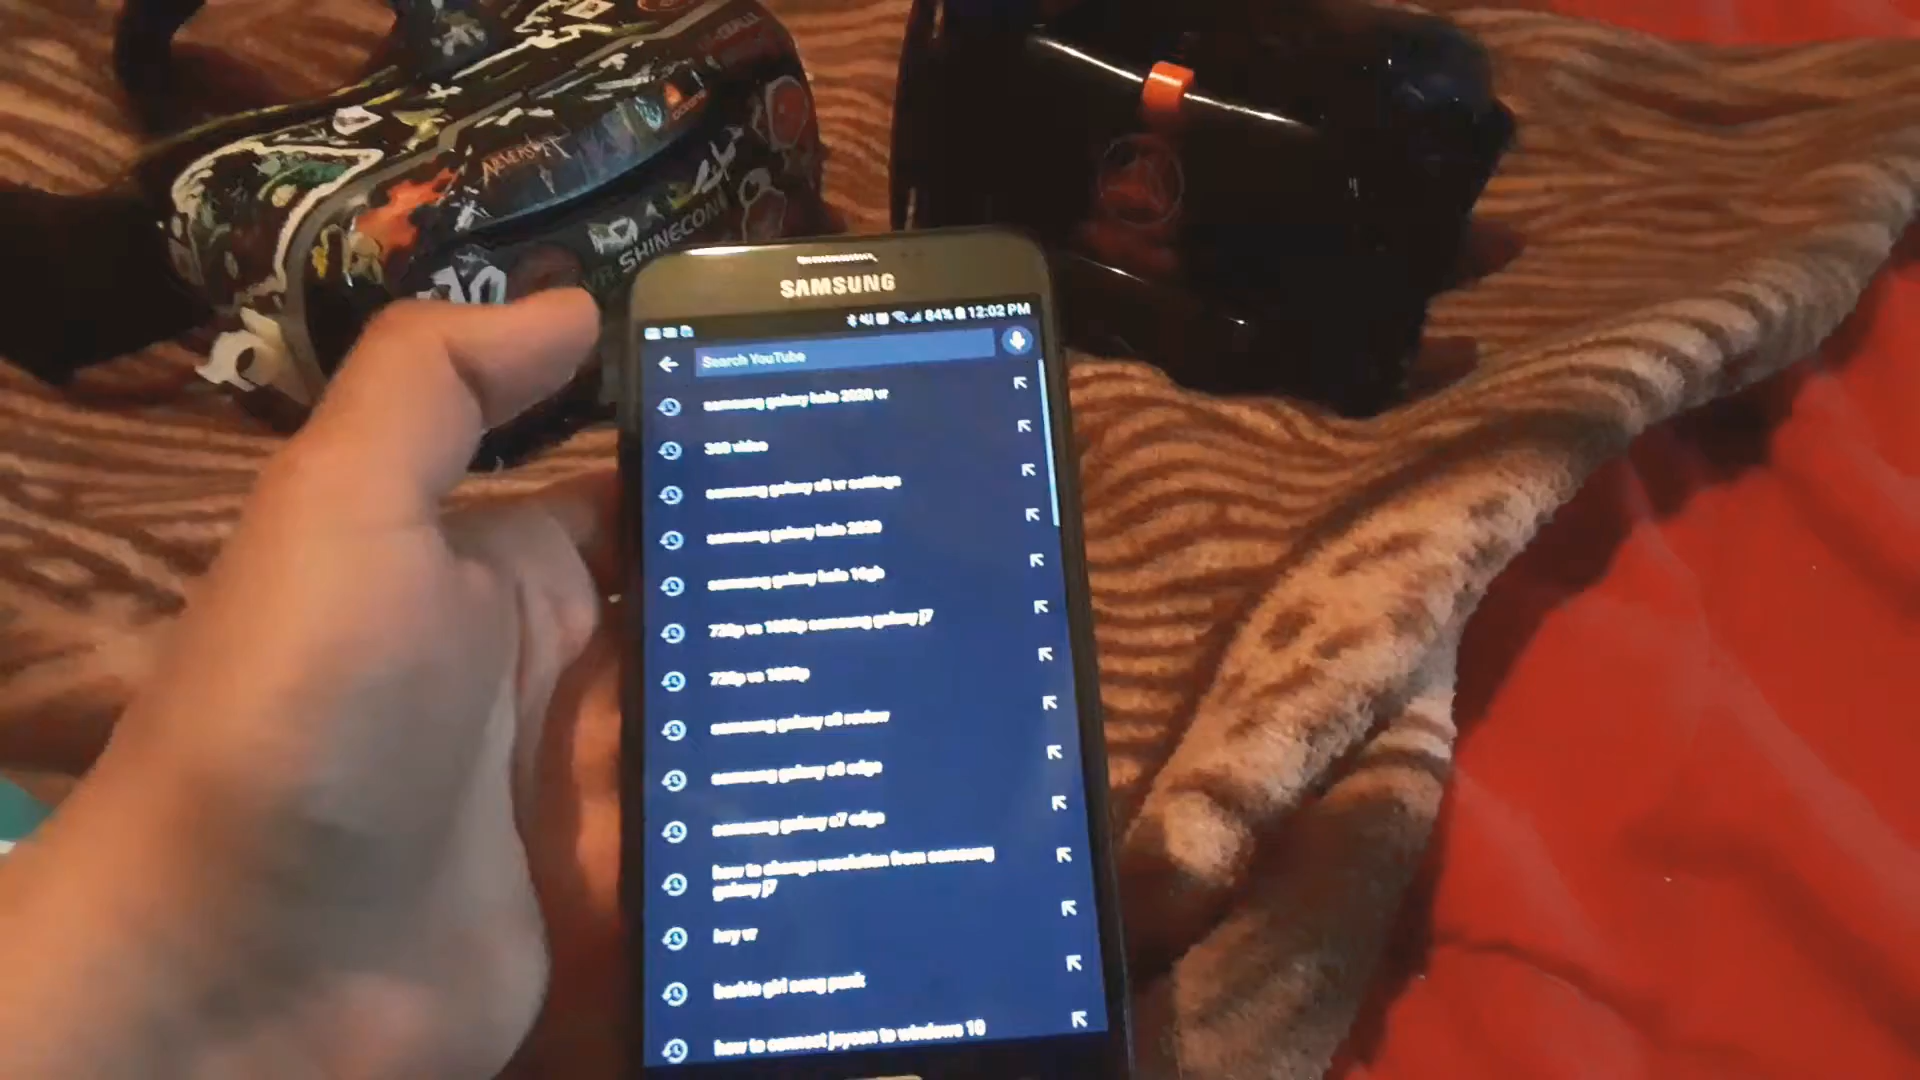 VR SHINECON
SAMSUNG
84% 12:02 PM
Search YouTube
samsung galaxy halo 2020 vr
360 video
samsung galaxy s8 vr settings
samsung galaxy halo 2020
samsung galaxy halo 16gb
720p vs 1080p samsung galaxy j7
720p vs 1080p
samsung galaxy s8 review
samsung galaxy s8 edge
samsung galaxy s7 edge
how to change resolution from samsung
galaxy j7
hey vr
barbie girl song punk
how to connect joycon to windows 10